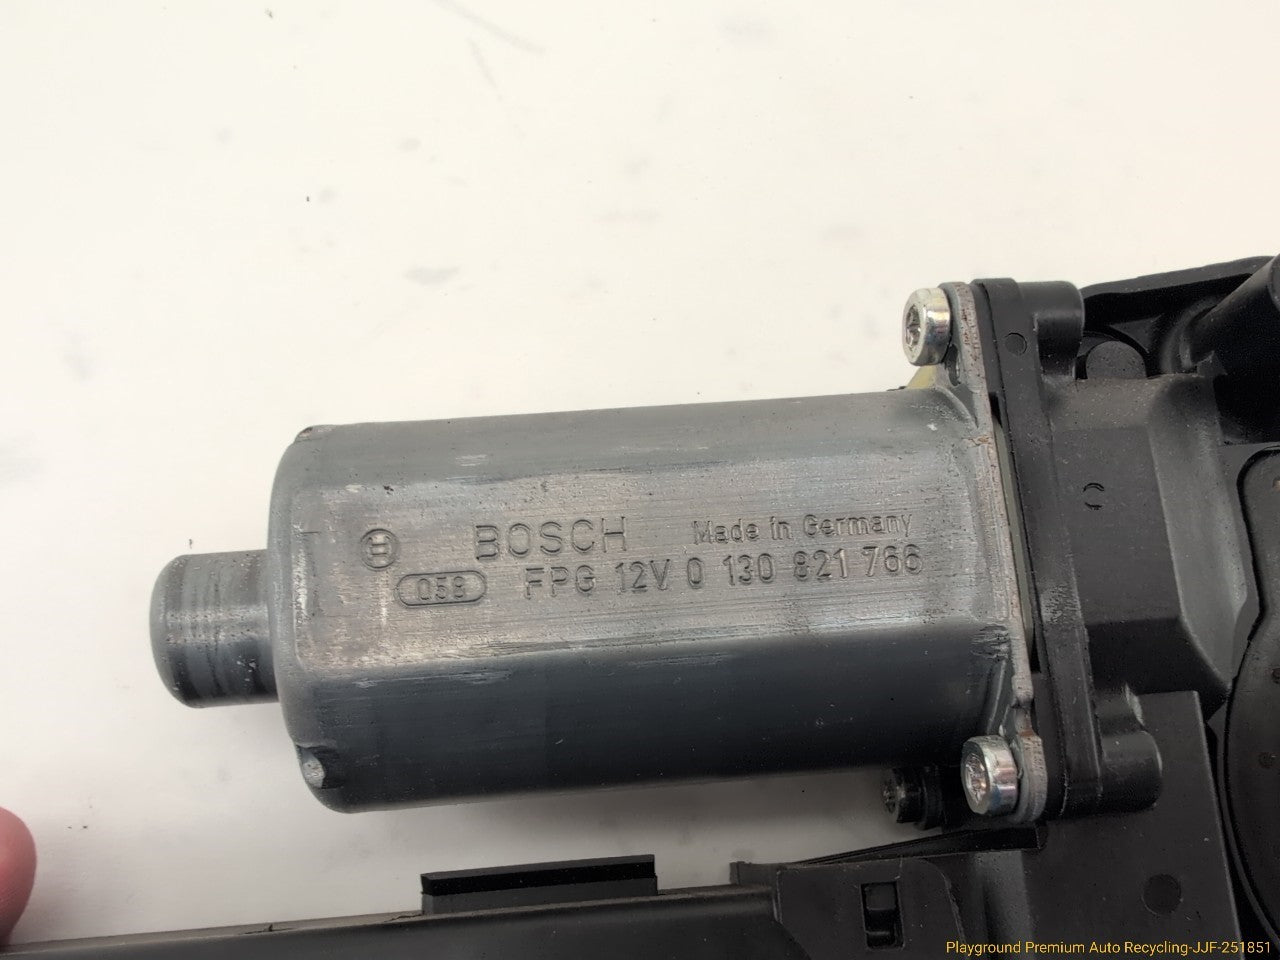 BOSCH Made in Germany
058 FPG 12V 0 130 821 766
Playground Premium Auto Recycling-JJF-251851